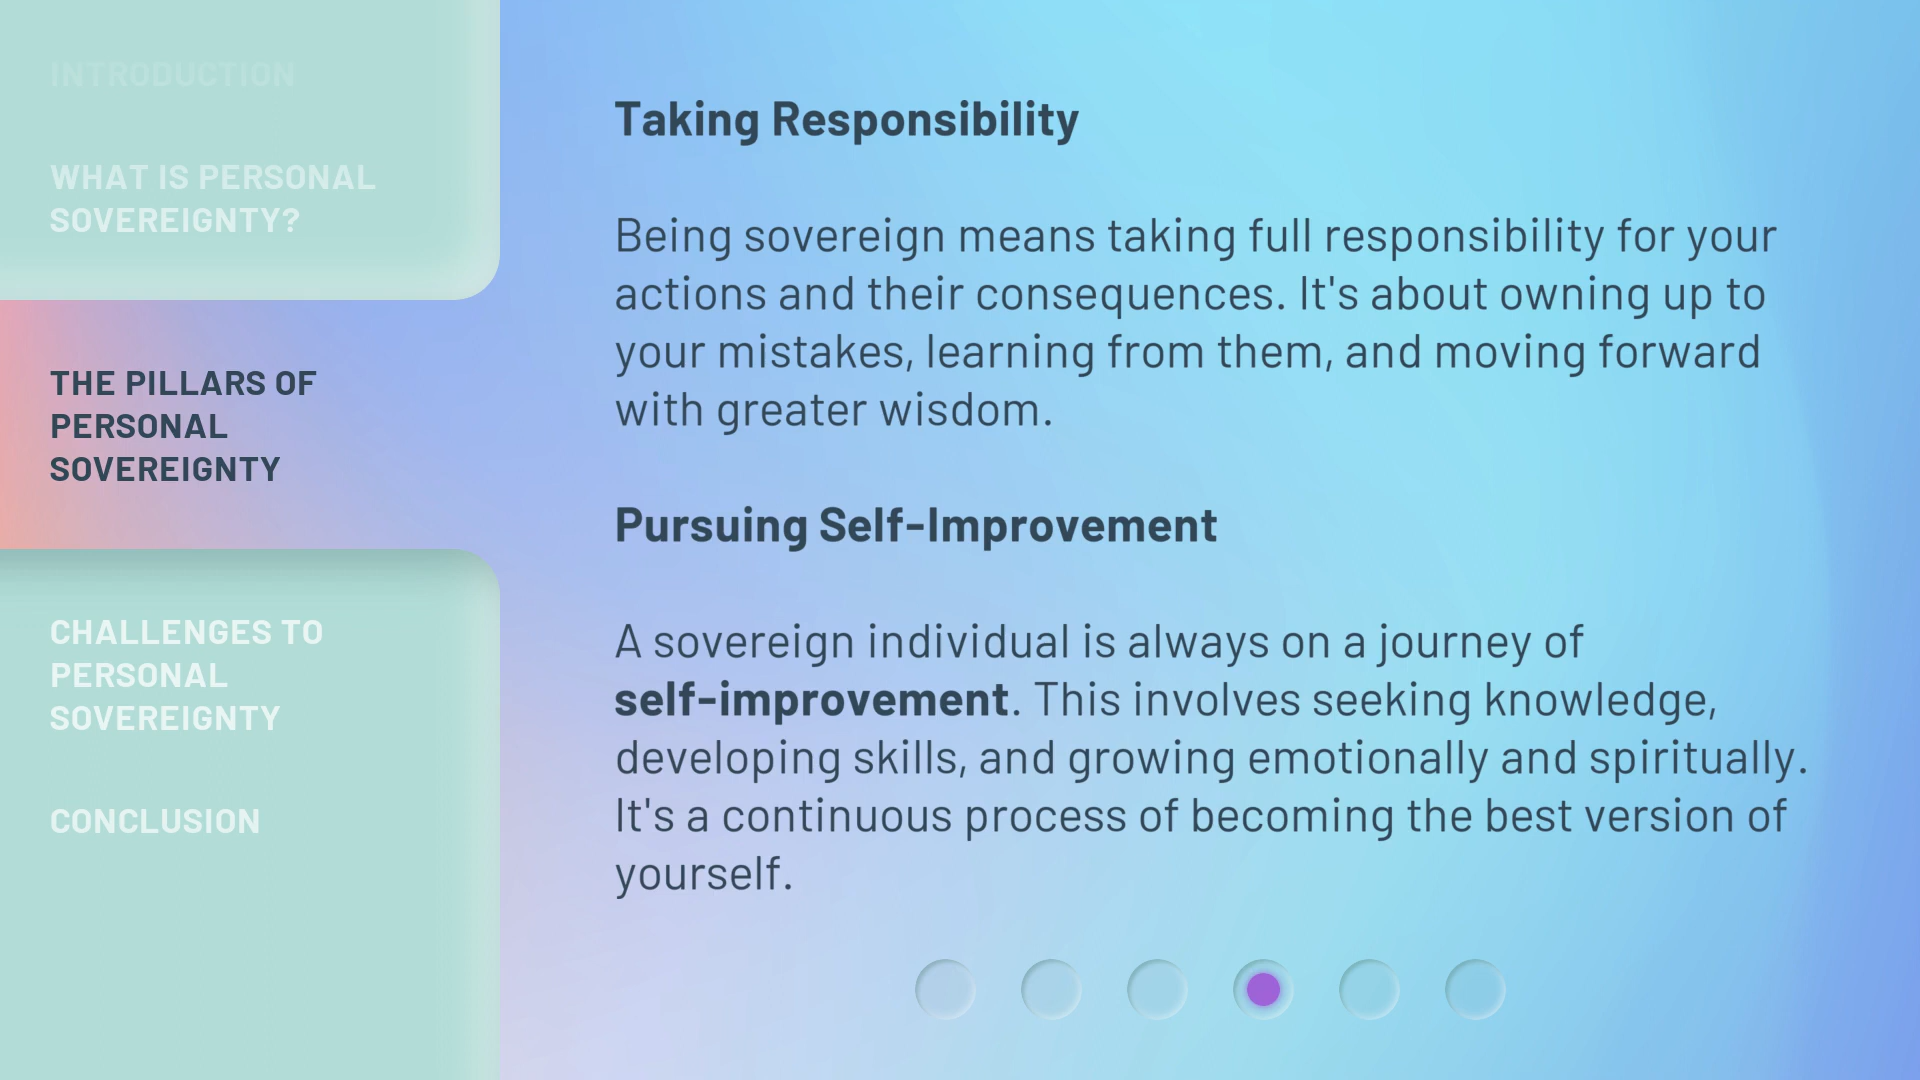 INTRODUCTION
WHAT IS PERSONAL
SOVEREIGNTY?
THE PILLARS OF
PERSONAL
SOVEREIGNTY
CHALLENGES TO
PERSONAL
SOVEREIGNTY
CONCLUSION
Taking Responsibility
Being sovereign means taking full responsibility for your
actions and their consequences. It's about owning up to
your mistakes, learning from them, and moving forward
with greater wisdom.
Pursuing Self-Improvement
A sovereign individual is always on a journey of
self-improvement. This involves seeking knowledge,
developing skills, and growing emotionally and spiritually.
It's a continuous process of becoming the best version of
yourself.